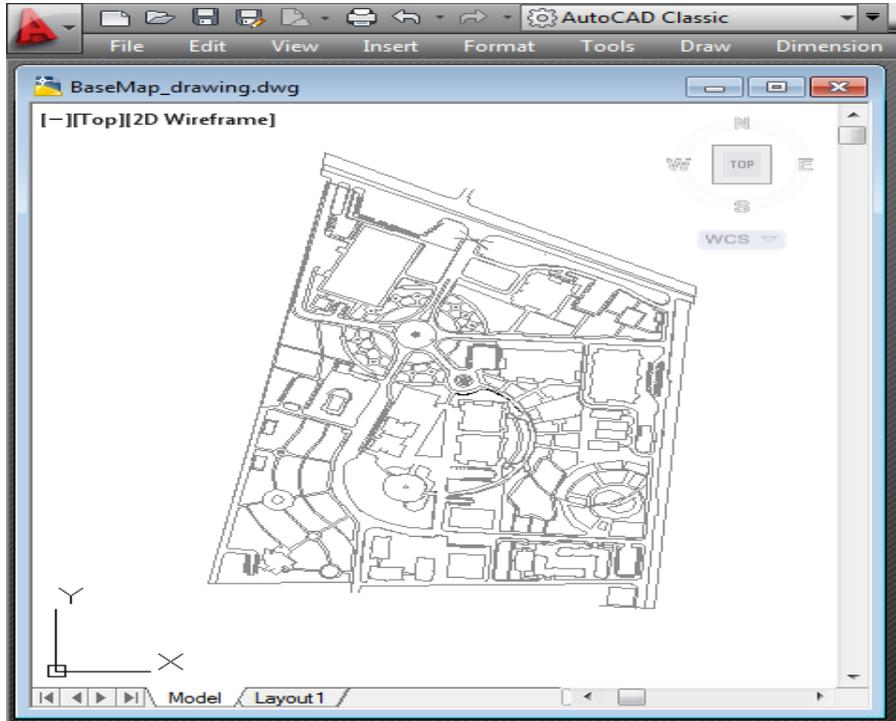 AutoCAD Classic
File Edit View Insert Format Tools Draw Dimension
BaseMap_drawing.dwg
[−][Top][2D Wireframe]
N
W TOP E
S
WCS
Y
X
Model Layout1